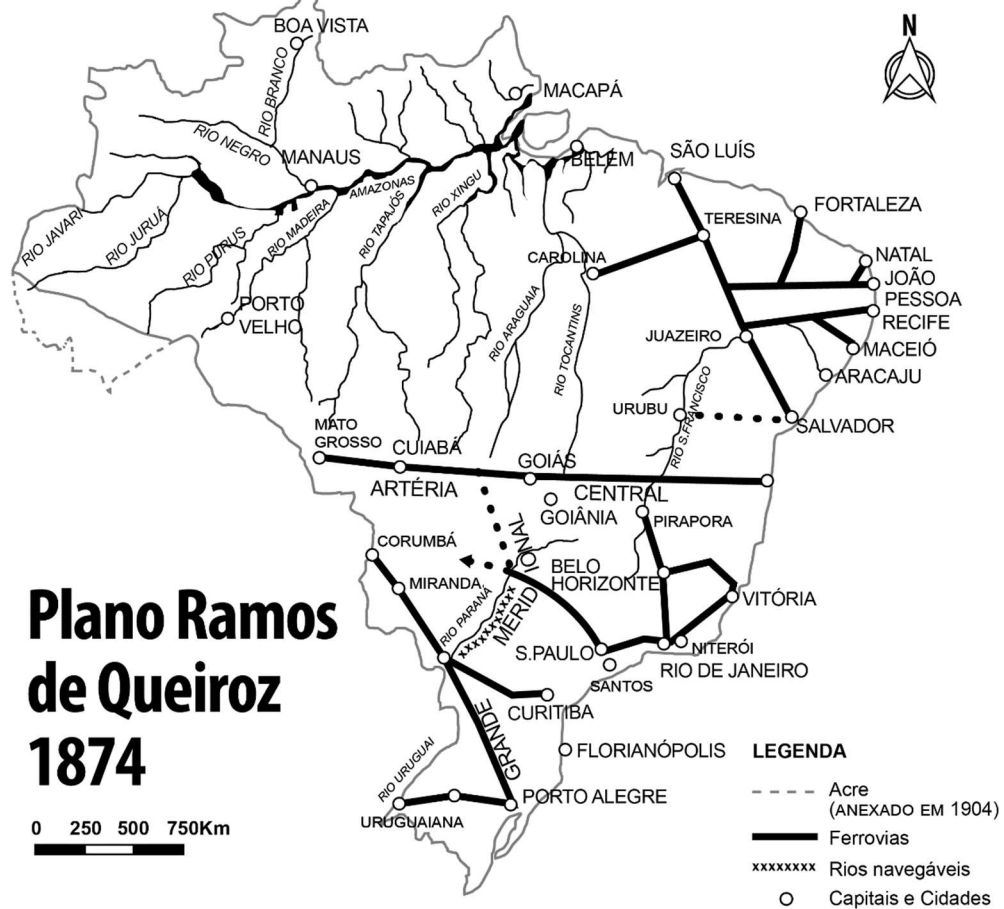 BOA VISTA
N
MACAPÁ
RIO BRANCO
RIO NEGRO
MANAUS
AMAZONAS
BELÉM
SÃO LUÍS
RIO JAVARI
RIO JURUÁ
RIO PURUS
RIO MADEIRA
RIO TAPAJÓS
RIO XINGU
TERESINA
FORTALEZA
CAROLINA
NATAL
JOÃO
PESSOA
RECIFE
PORTO
VELHO
RIO ARAGUAIA
RIO TOCANTINS
JUAZEIRO
MACEIÓ
ARACAJU
URUBU
RIO S.FRANCISCO
SALVADOR
MATO
GROSSO
CUIABÁ
GOIÁS
ARTÉRIA
CENTRAL
GOIÂNIA
PIRAPORA
CORUMBÁ
MIRANDA
BELO
HORIZONTE
VITÓRIA
RIO PARANÁ
MERID
IONAL
S.PAULO
NITERÓI
RIO DE JANEIRO
SANTOS
CURITIBA
GRANDE
FLORIANÓPOLIS
RIO URUGUAI
PORTO ALEGRE
URUGUAIANA
Plano Ramos
de Queiroz
1874
0 250 500 750Km
LEGENDA
Acre
(ANEXADO EM 1904)
Ferrovias
xxxxxxxx Rios navegáveis
Capitais e Cidades